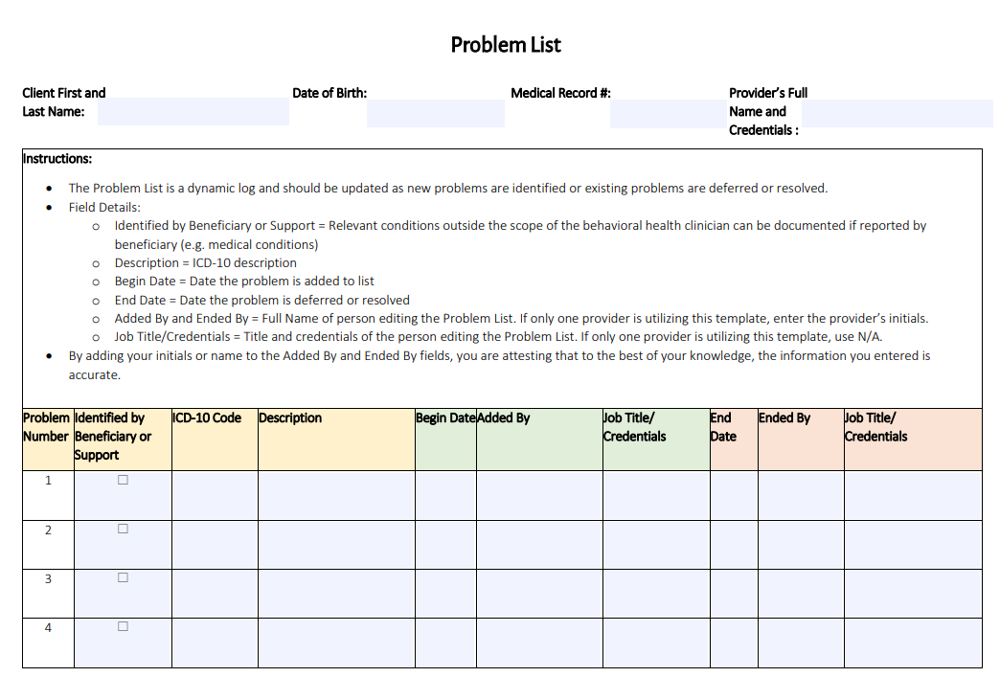 Problem List
Client First and
Last Name:
Date of Birth:
Medical Record #:
Provider’s Full
Name and
Credentials :
Instructions:
• The Problem List is a dynamic log and should be updated as new problems are identified or existing problems are deferred or resolved.
• Field Details:
o Identified by Beneficiary or Support = Relevant conditions outside the scope of the behavioral health clinician can be documented if reported by
beneficiary (e.g. medical conditions)
o Description = ICD-10 description
o Begin Date = Date the problem is added to list
o End Date = Date the problem is deferred or resolved
o Added By and Ended By = Full Name of person editing the Problem List. If only one provider is utilizing this template, enter the provider’s initials.
o Job Title/Credentials = Title and credentials of the person editing the Problem List. If only one provider is utilizing this template, use N/A.
• By adding your initials or name to the Added By and Ended By fields, you are attesting that to the best of your knowledge, the information you entered is
accurate.
Problem
Number
Identified by
Beneficiary or
Support
ICD-10 Code
Description
Begin Date
Added By
Job Title/
Credentials
End
Date
Ended By
Job Title/
Credentials
1 ☐
2 ☐
3 ☐
4 ☐